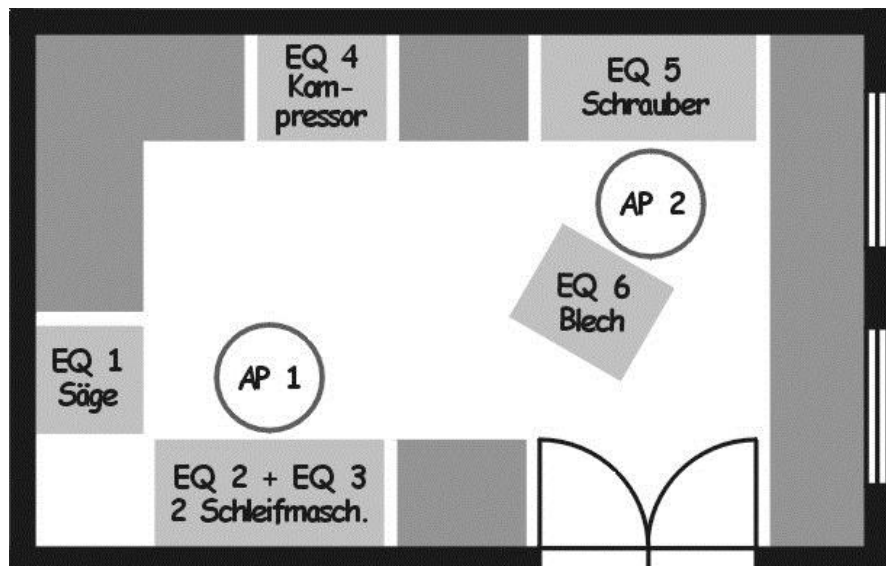 EQ 4
Kom-
pressor
EQ 5
Schrauber
AP 2
EQ 6
Blech
EQ 1
Säge
AP 1
EQ 2 + EQ 3
2 Schleifmasch.